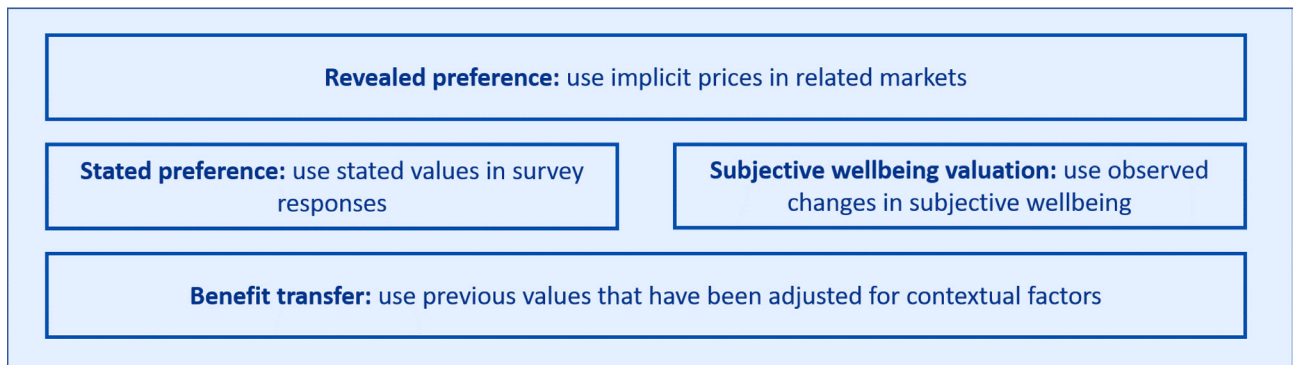 Revealed preference: use implicit prices in related markets
Stated preference: use stated values in survey
responses
Subjective wellbeing valuation: use observed
changes in subjective wellbeing
Benefit transfer: use previous values that have been adjusted for contextual factors